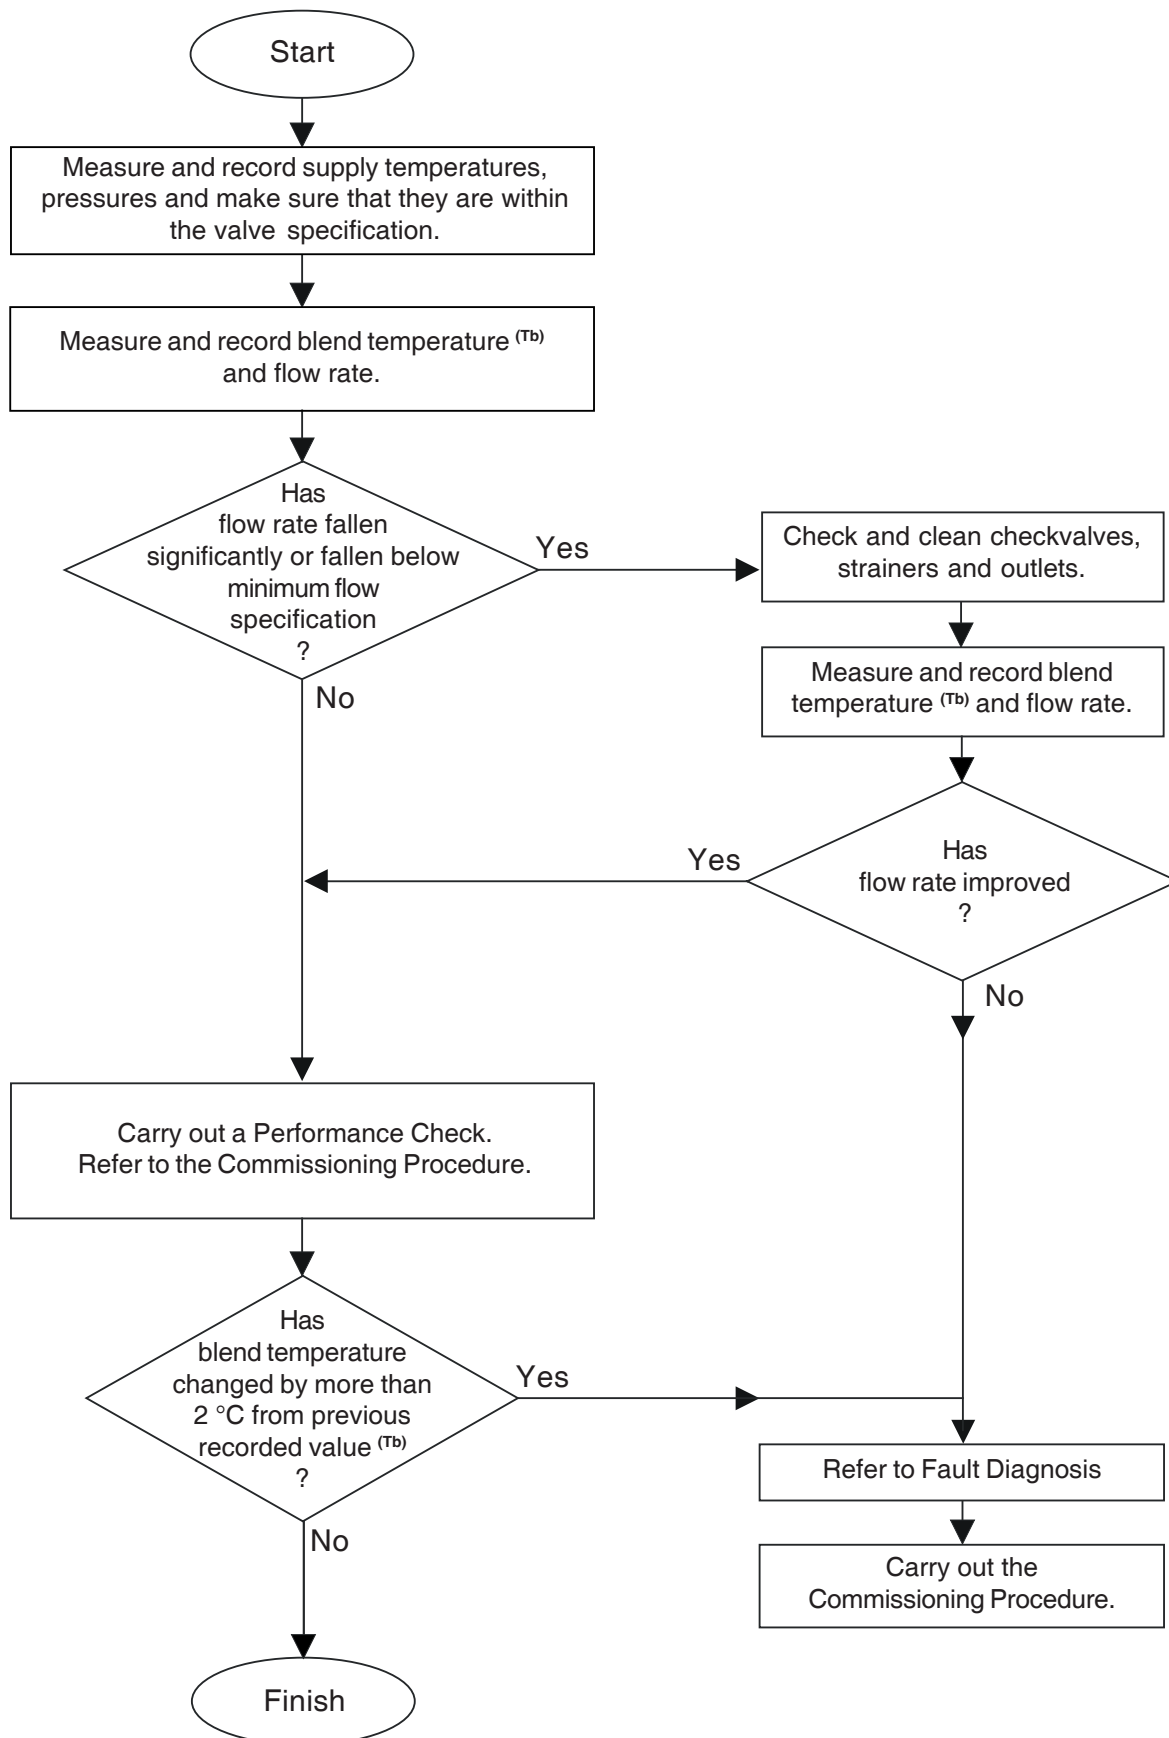 Start
Measure and record supply temperatures,
pressures and make sure that they are within
the valve specification.
Measure and record blend temperature (Tb)
and flow rate.
Has
flow rate fallen
significantly or fallen below
minimum flow
specification
?
Yes
No
Check and clean checkvalves,
strainers and outlets.
Measure and record blend
temperature (Tb) and flow rate.
Has
flow rate improved
?
Yes
No
Carry out a Performance Check.
Refer to the Commissioning Procedure.
Has
blend temperature
changed by more than
2 °C from previous
recorded value (Tb)
?
Yes
No
Refer to Fault Diagnosis
Carry out the
Commissioning Procedure.
Finish